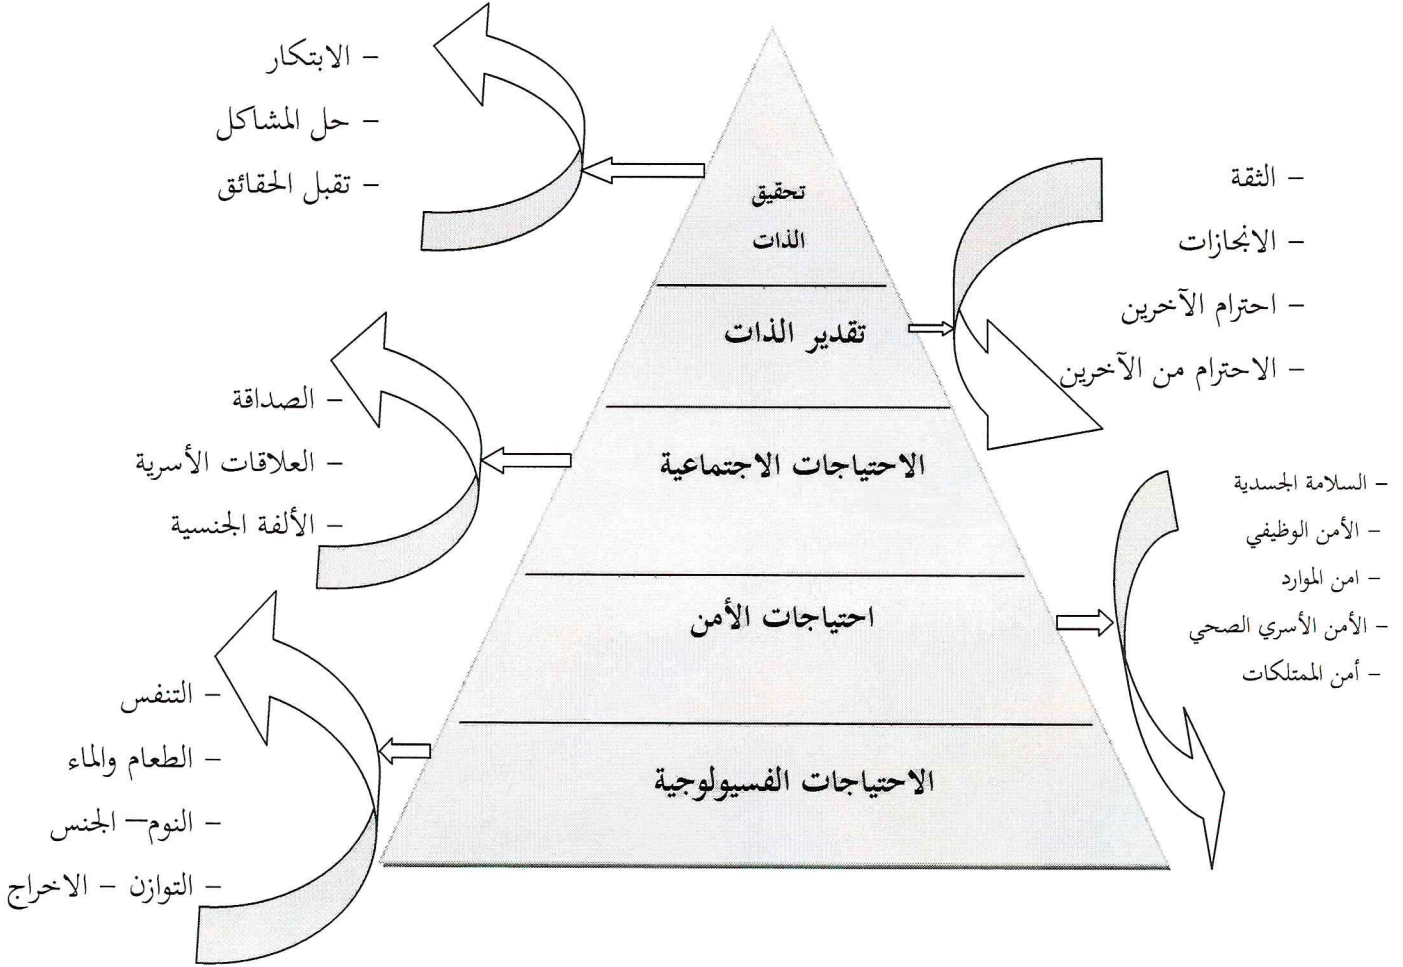 – الابتكار
– حل المشاكل
– تقبل الحقائق
تحقيق
الذات
– الثقة
– الانجازات
– احترام الآخرين
– الاحترام من الآخرين
تقدير الذات
– الصداقة
– العلاقات الأسرية
– الألفة الجنسية
الاحتياجات الاجتماعية
– السلامة الجسدية
– الأمن الوظيفي
– امن الموارد
– الأمن الأسري الصحي
– أمن الممتلكات
احتياجات الأمن
– التنفس
– الطعام والماء
– النوم – الجنس
– التوازن – الاخراج
الاحتياجات الفسيولوجية